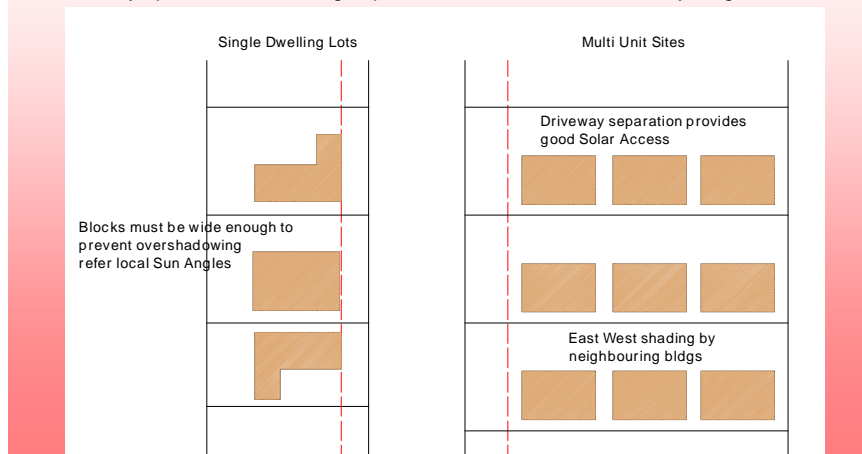 Single Dwelling Lots
Multi Unit Sites
Driveway separation provides
good Solar Access
Blocks must be wide enough to
prevent overshadowing
refer local Sun Angles
East West shading by
neighbouring bldgs